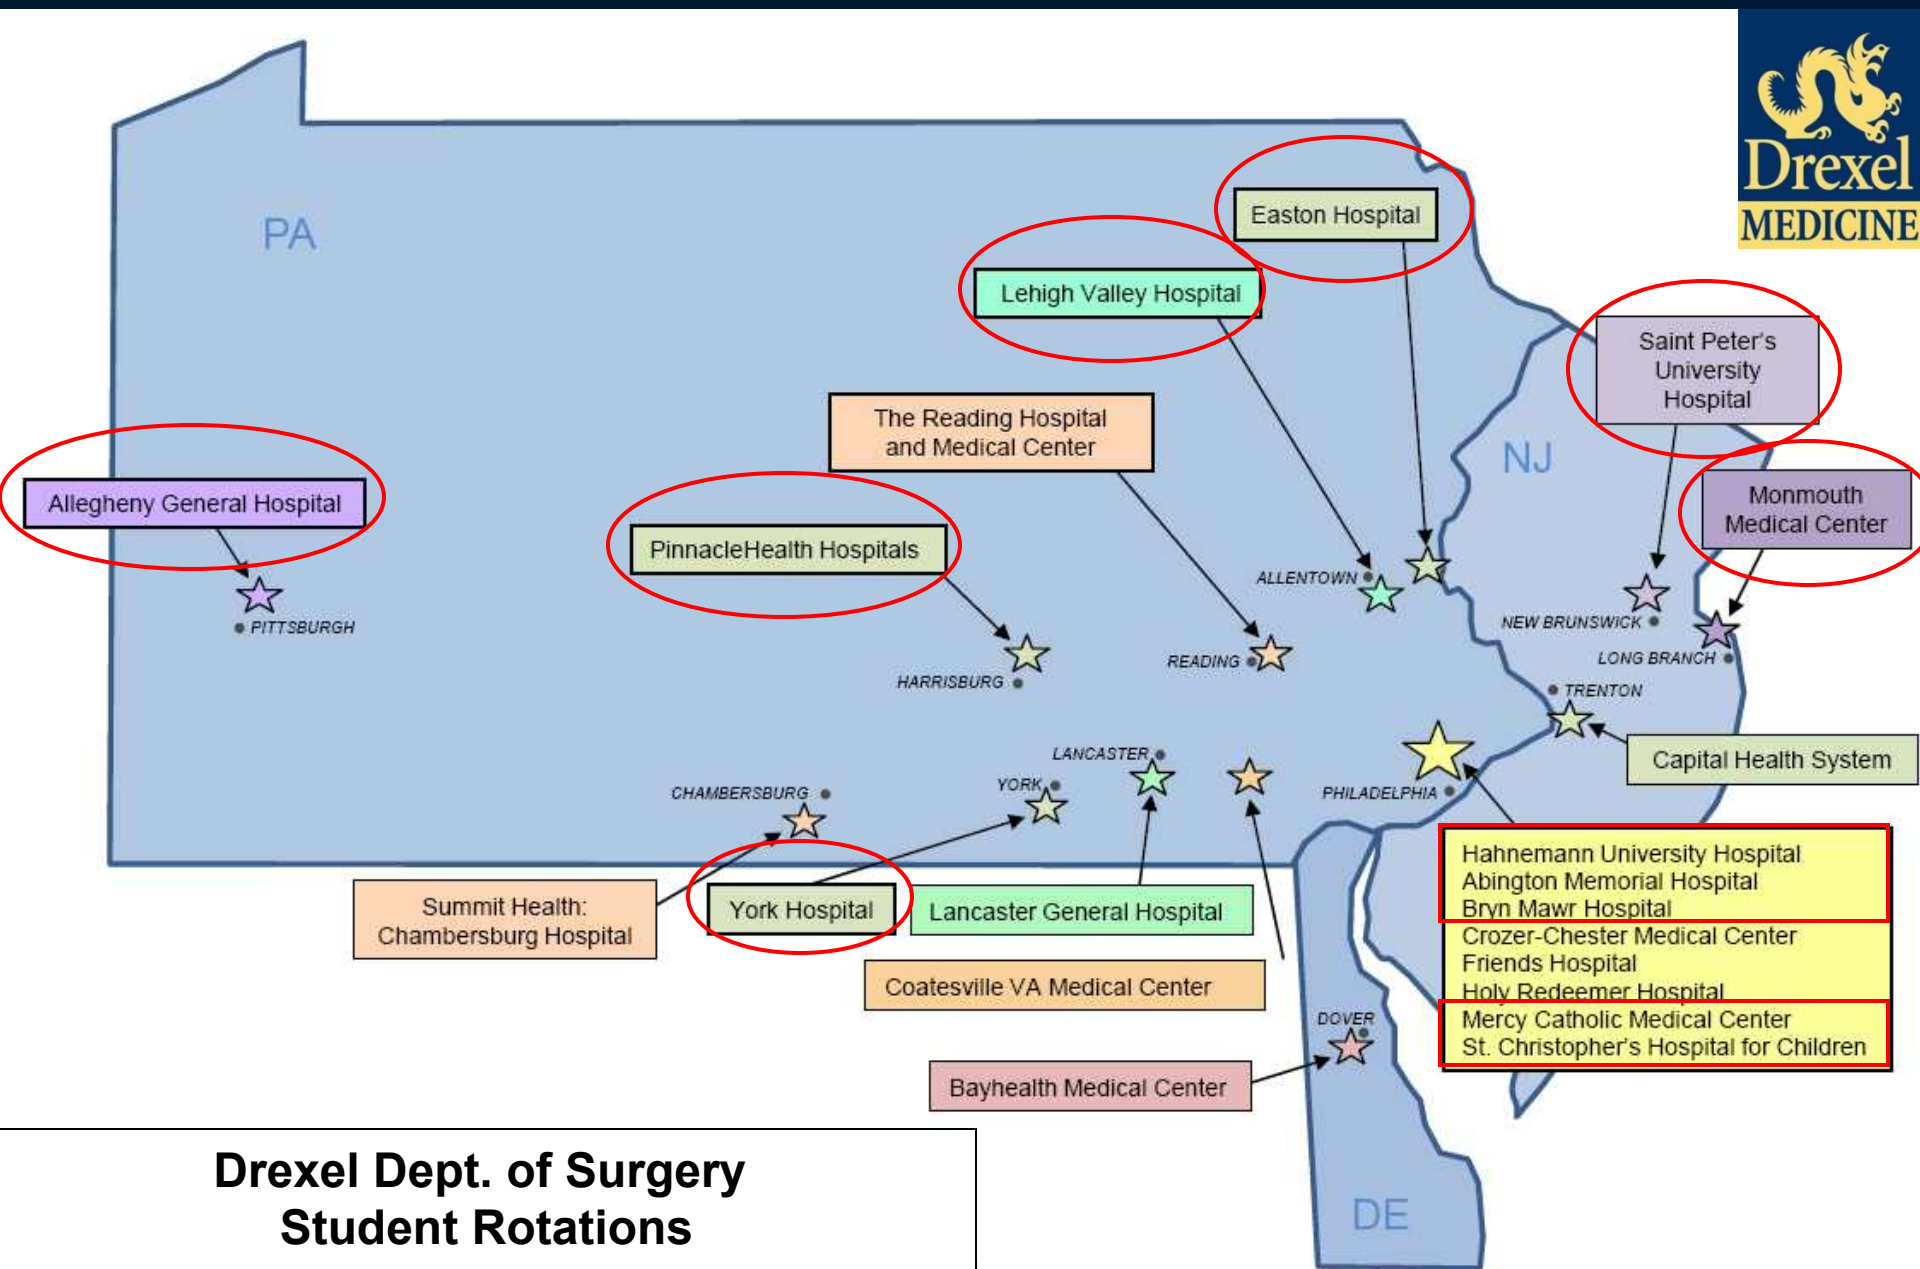 Drexel
MEDICINE
PA
Easton Hospital
Lehigh Valley Hospital
Saint Peter's
University
Hospital
The Reading Hospital
and Medical Center
NJ
Monmouth
Medical Center
Allegheny General Hospital
PinnacleHealth Hospitals
ALLENTOWN
PITTSBURGH
NEW BRUNSWICK
LONG BRANCH
READING
HARRISBURG
TRENTON
LANCASTER
Capital Health System
CHAMBERSBURG
YORK
PHILADELPHIA
Hahnemann University Hospital
Abington Memorial Hospital
Bryn Mawr Hospital
Crozer-Chester Medical Center
Friends Hospital
Holy Redeemer Hospital
Mercy Catholic Medical Center
St. Christopher's Hospital for Children
Summit Health:
Chambersburg Hospital
York Hospital
Lancaster General Hospital
Coatesville VA Medical Center
DOVER
Bayhealth Medical Center
DE
Drexel Dept. of Surgery
Student Rotations